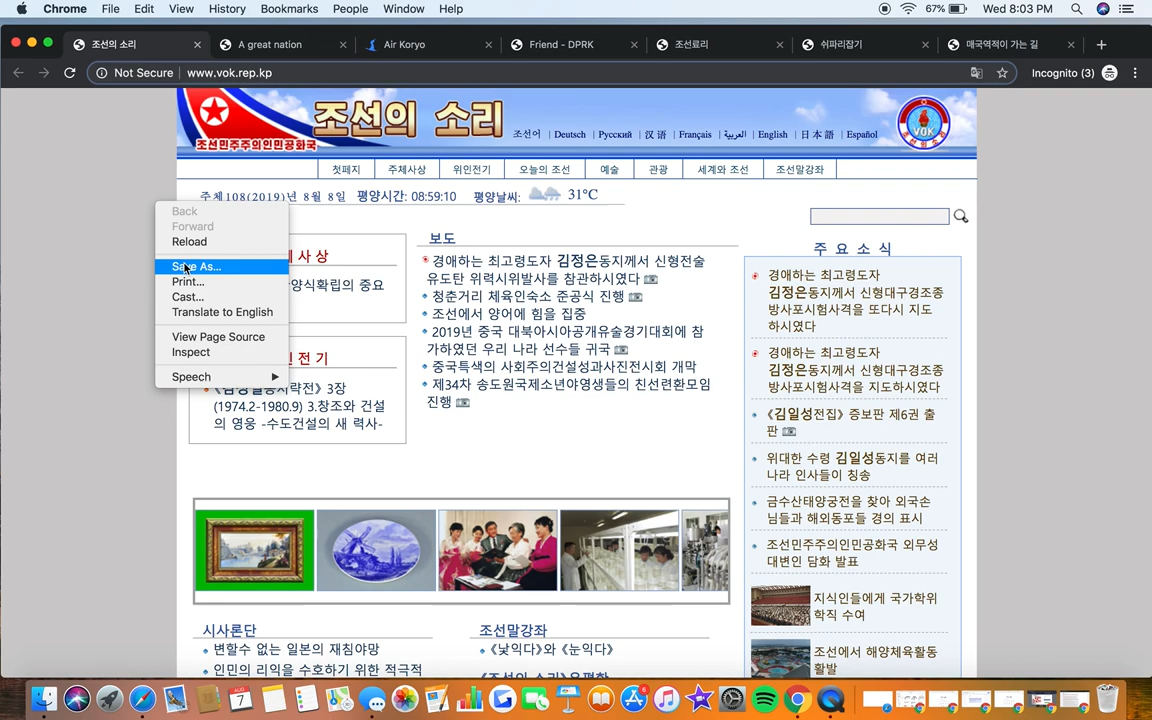 Chrome File Edit View History Bookmarks People Window Help
67% Wed 8:03 PM
조선의 소리
A great nation
Air Koryo
Friend - DPRK
조선료리
쉬파리잡기
매국역적이 가는 길
Not Secure www.vok.rep.kp
Incognito (3)
조선의 소리
조선민주주의인민공화국
조선어 | Deutsch | Русский | 汉 语 | Français | العربية | English | 日 本 語 | Español
VOK
첫페지 주체사상 위인전기 오늘의 조선 예술 관광 세계와 조선 조선말강좌
주체108(2019)년 8월 8일 평양시간: 08:59:10 평양날씨: 31°C
Back
Forward
Reload
Save As...
Print...
Cast...
Translate to English
View Page Source
Inspect
Speech
사상
양식확립의 중요
전기
전》 3장
(1974.2-1980.9) 3.창조와 건설
의 영웅 -수도건설의 새 력사-
보도
경애하는 최고령도자 김정은동지께서 신형전술
유도탄 위력시위발사를 참관하시였다
청춘거리 체육인숙소 준공식 진행
조선에서 양어에 힘을 집중
2019년 중국 대북아시아공개유술경기대회에 참
가하였던 우리 나라 선수들 귀국
중국특색의 사회주의건설성과사진전시회 개막
제34차 송도원국제소년야영생들의 친선련환모임
진행
주 요 소 식
경애하는 최고령도자
김정은동지께서 신형대구경조종
방사포시험사격을 또다시 지도
하시였다
경애하는 최고령도자
김정은동지께서 신형대구경조종
방사포시험사격을 지도하시였다
《김일성전집》 증보판 제6권 출
판
위대한 수령 김일성동지를 여러
나라 인사들이 칭송
금수산태양궁전을 찾아 외국손
님들과 해외동포들 경의 표시
조선민주주의인민공화국 외무성
대변인 담화 발표
지식인들에게 국가학위
학직 수여
조선에서 해양체육활동
활발
시사론단
변할수 없는 일본의 재침야망
인민의 리익을 수호하기 위한 적극적
조선말강좌
《낯익다》와 《눈익다》
AUG
7